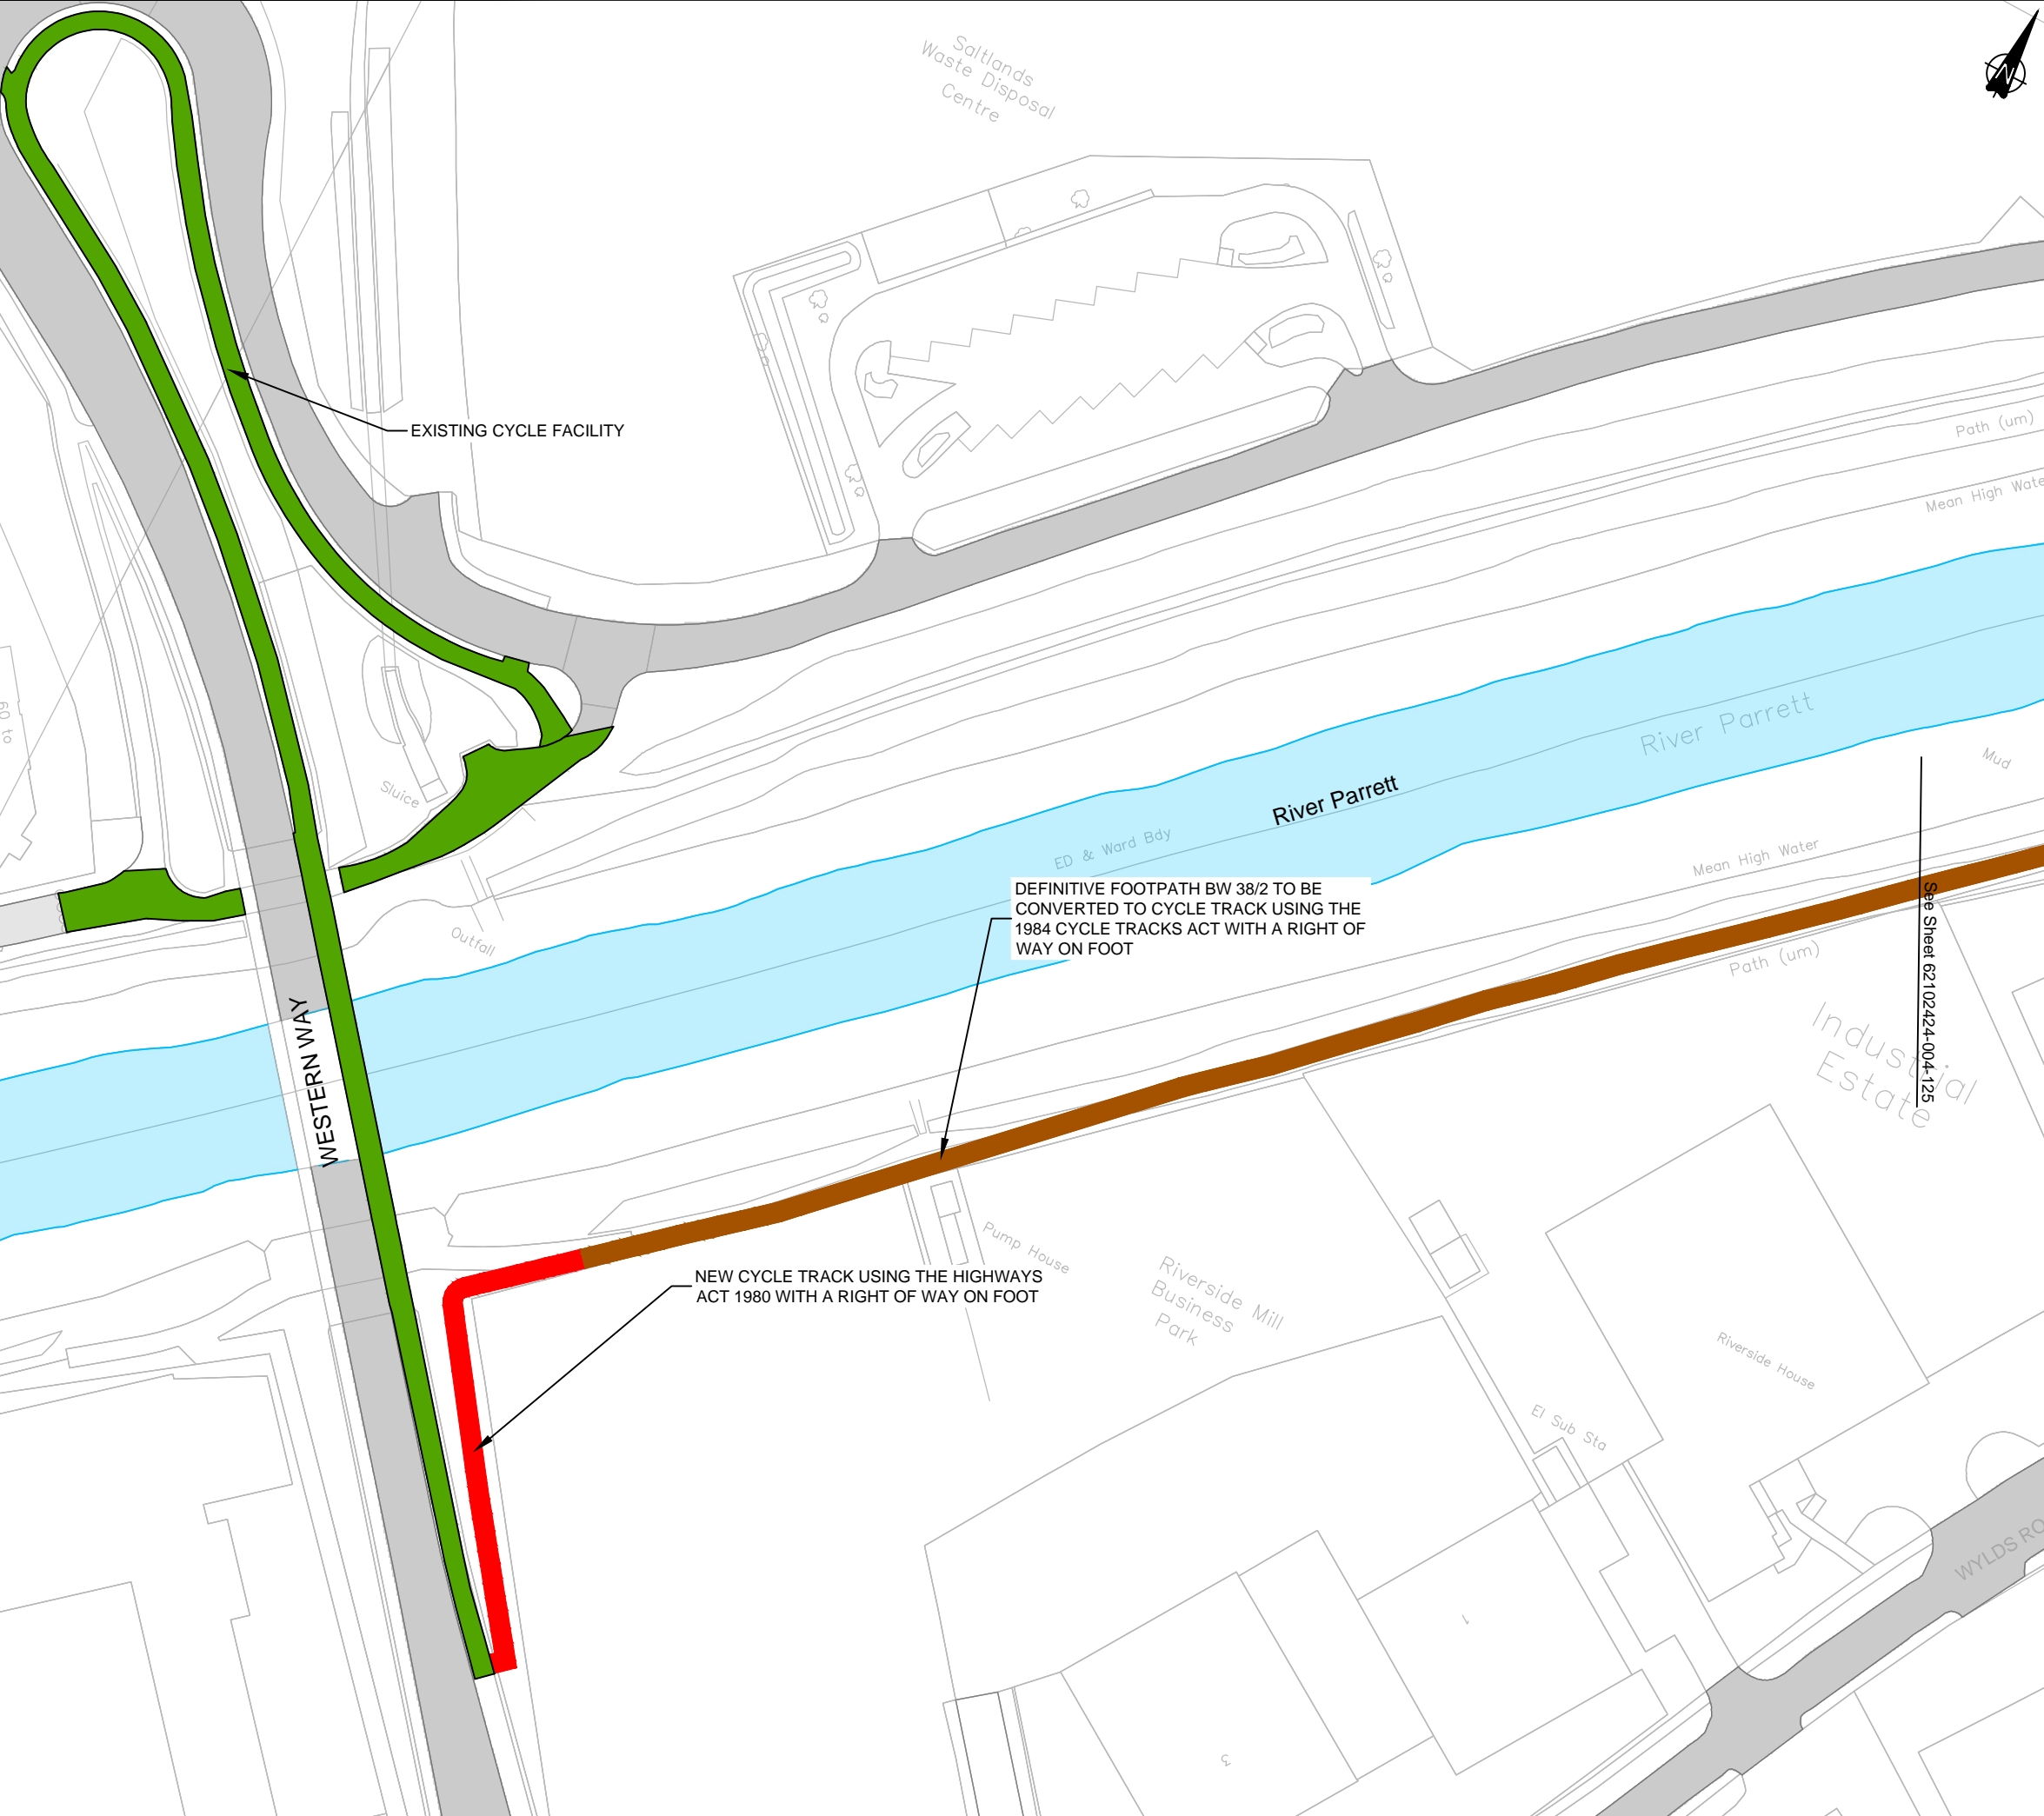 Saltlands
Waste Disposal
Centre
N
EXISTING CYCLE FACILITY
Path (um)
Mean High Wate
River Parrett
Mud
60 to
Sluice
River Parrett
ED & Ward Bdy
Mean High Water
DEFINITIVE FOOTPATH BW 38/2 TO BE
CONVERTED TO CYCLE TRACK USING THE
1984 CYCLE TRACKS ACT WITH A RIGHT OF
WAY ON FOOT
See Sheet 62102424-004-125
Outfall
Path (um)
WESTERN WAY
Industrial
Estate
Pump House
NEW CYCLE TRACK USING THE HIGHWAYS
ACT 1980 WITH A RIGHT OF WAY ON FOOT
Riverside Mill
Business
Park
Riverside House
El Sub Sta
WYLDS RO
1